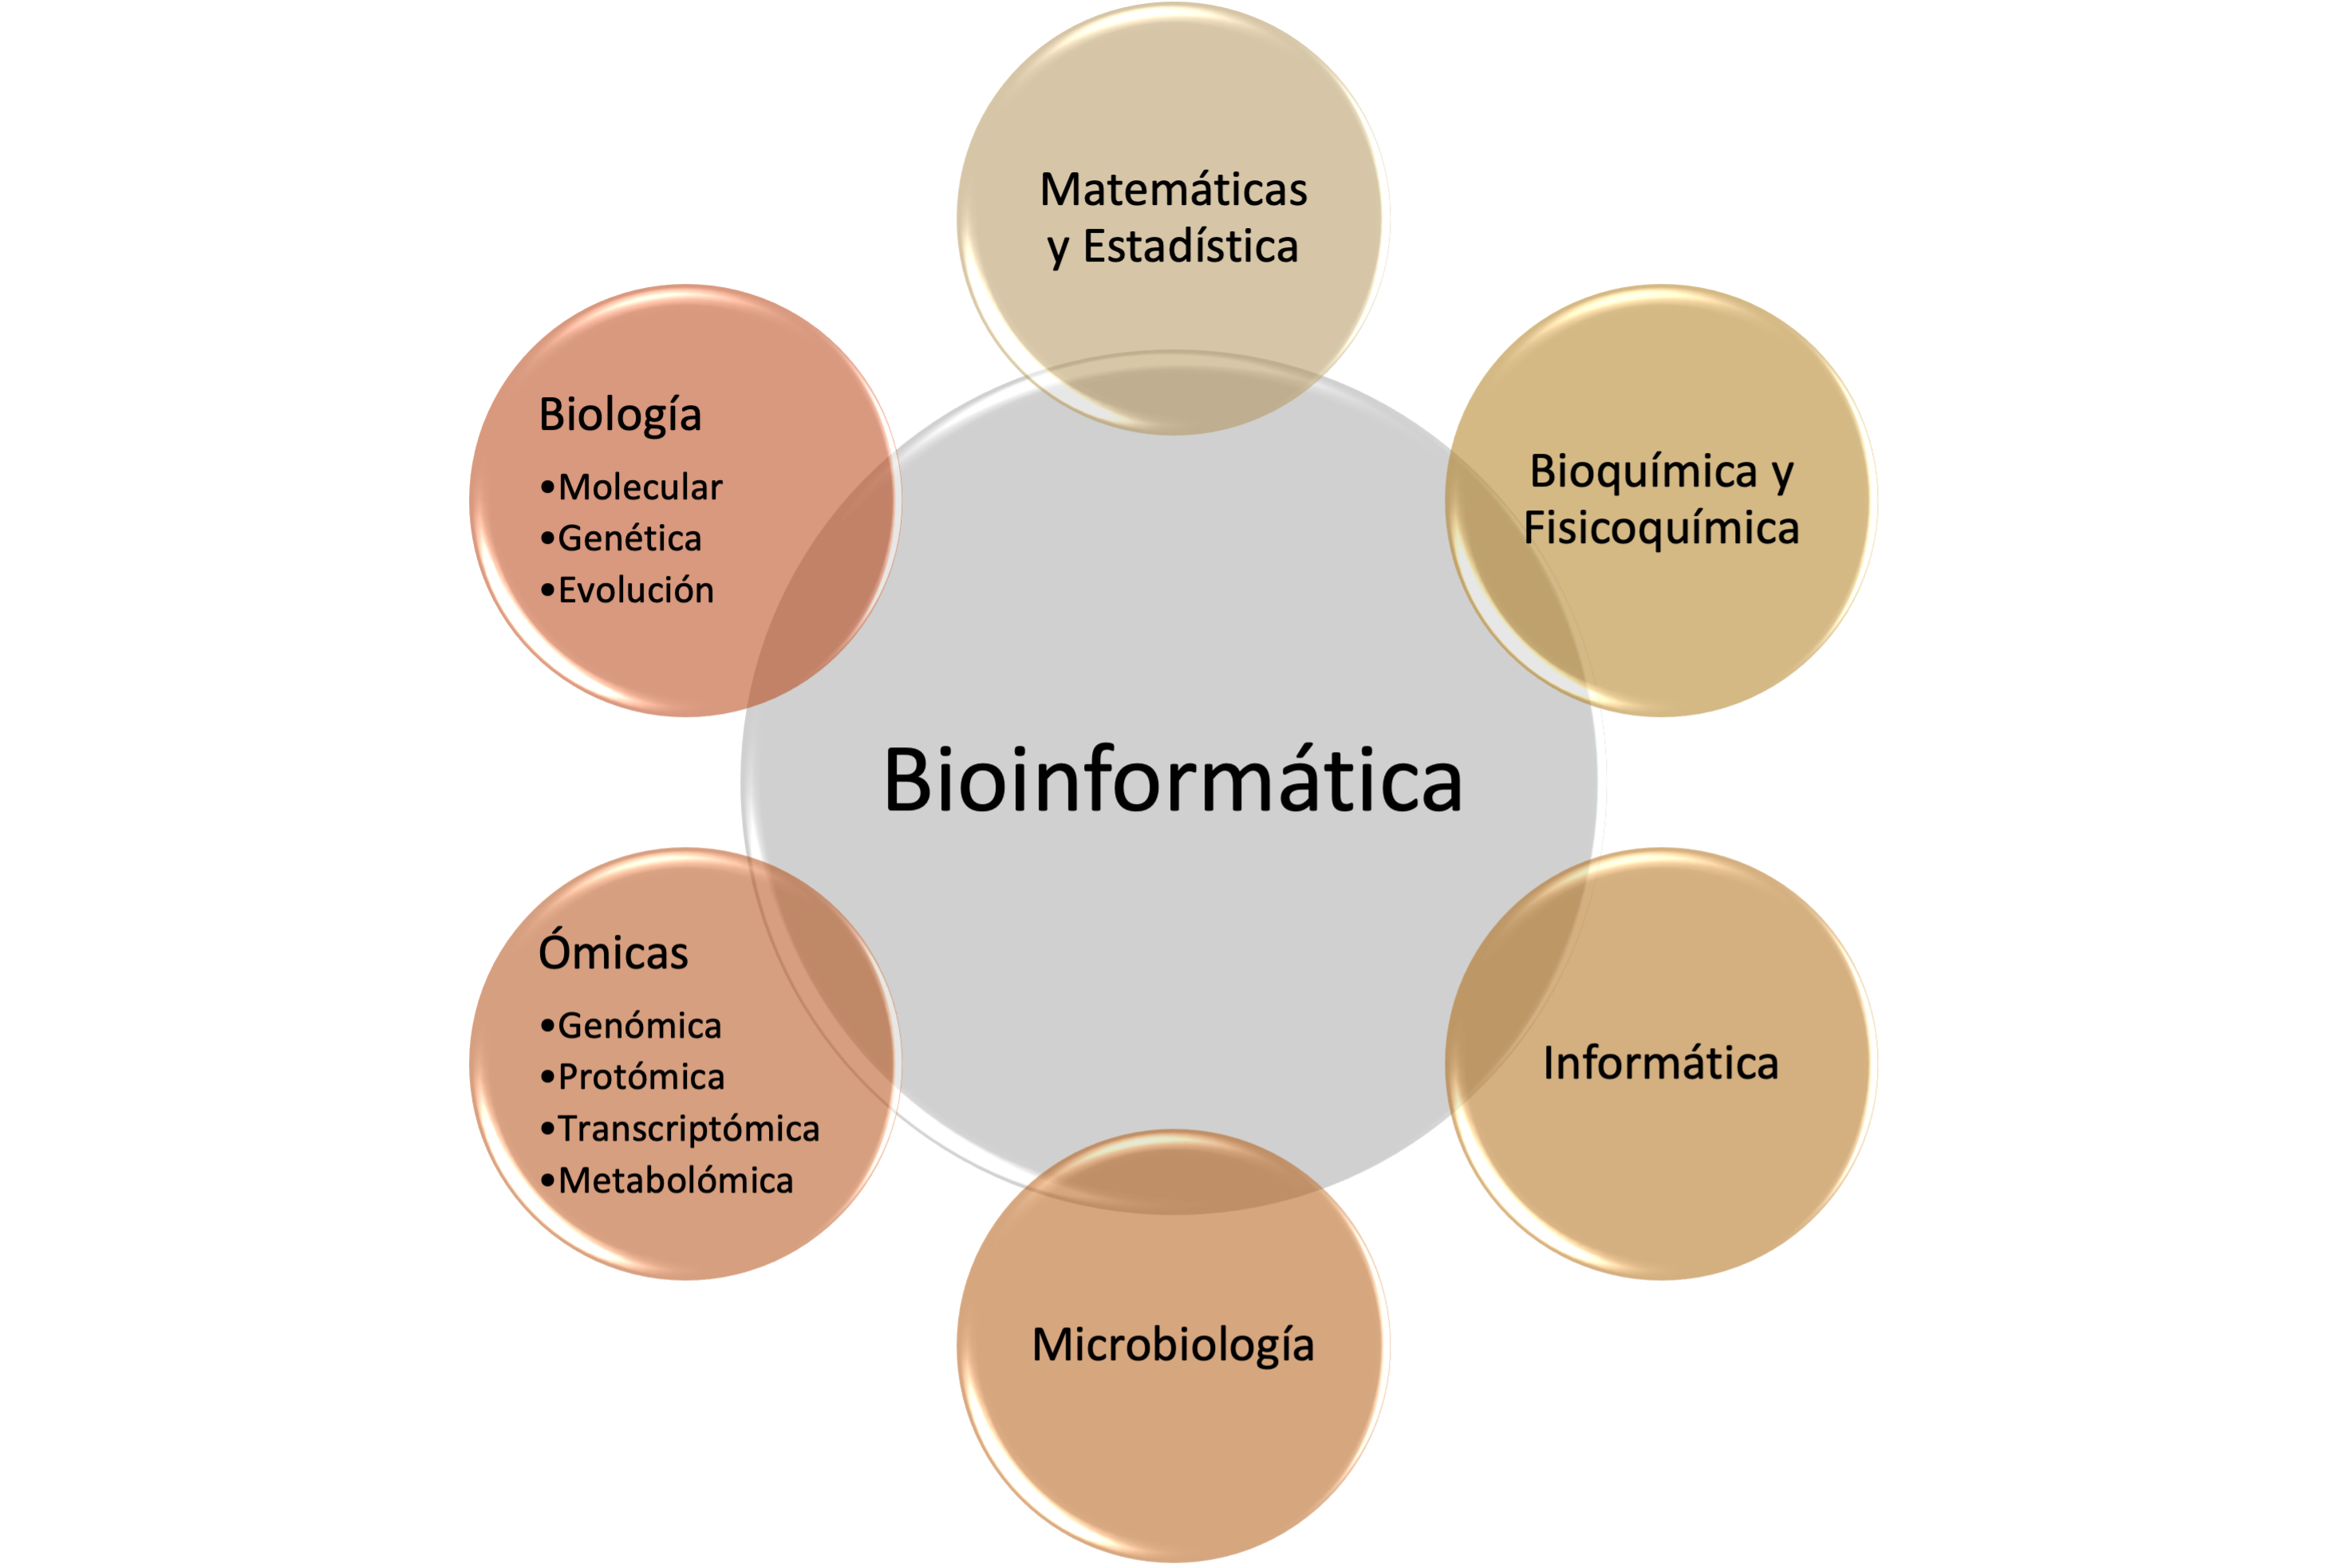 Matemáticas
y Estadística
Bioquímica y
Fisicoquímica
Informática
Microbiología
Ómicas
•Genómica
•Protómica
•Transcriptómica
•Metabolómica
Biología
•Molecular
•Genética
•Evolución
Bioinformática